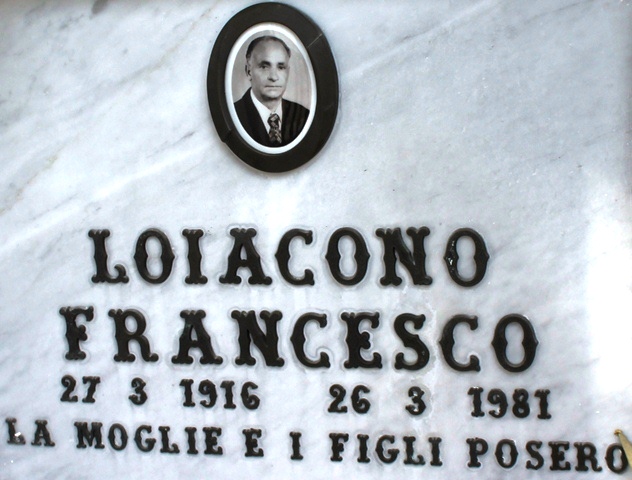 LOIACONO
FRANCESCO
27 3 1916 26 3 1981
LA MOGLIE E I FIGLI POSERO